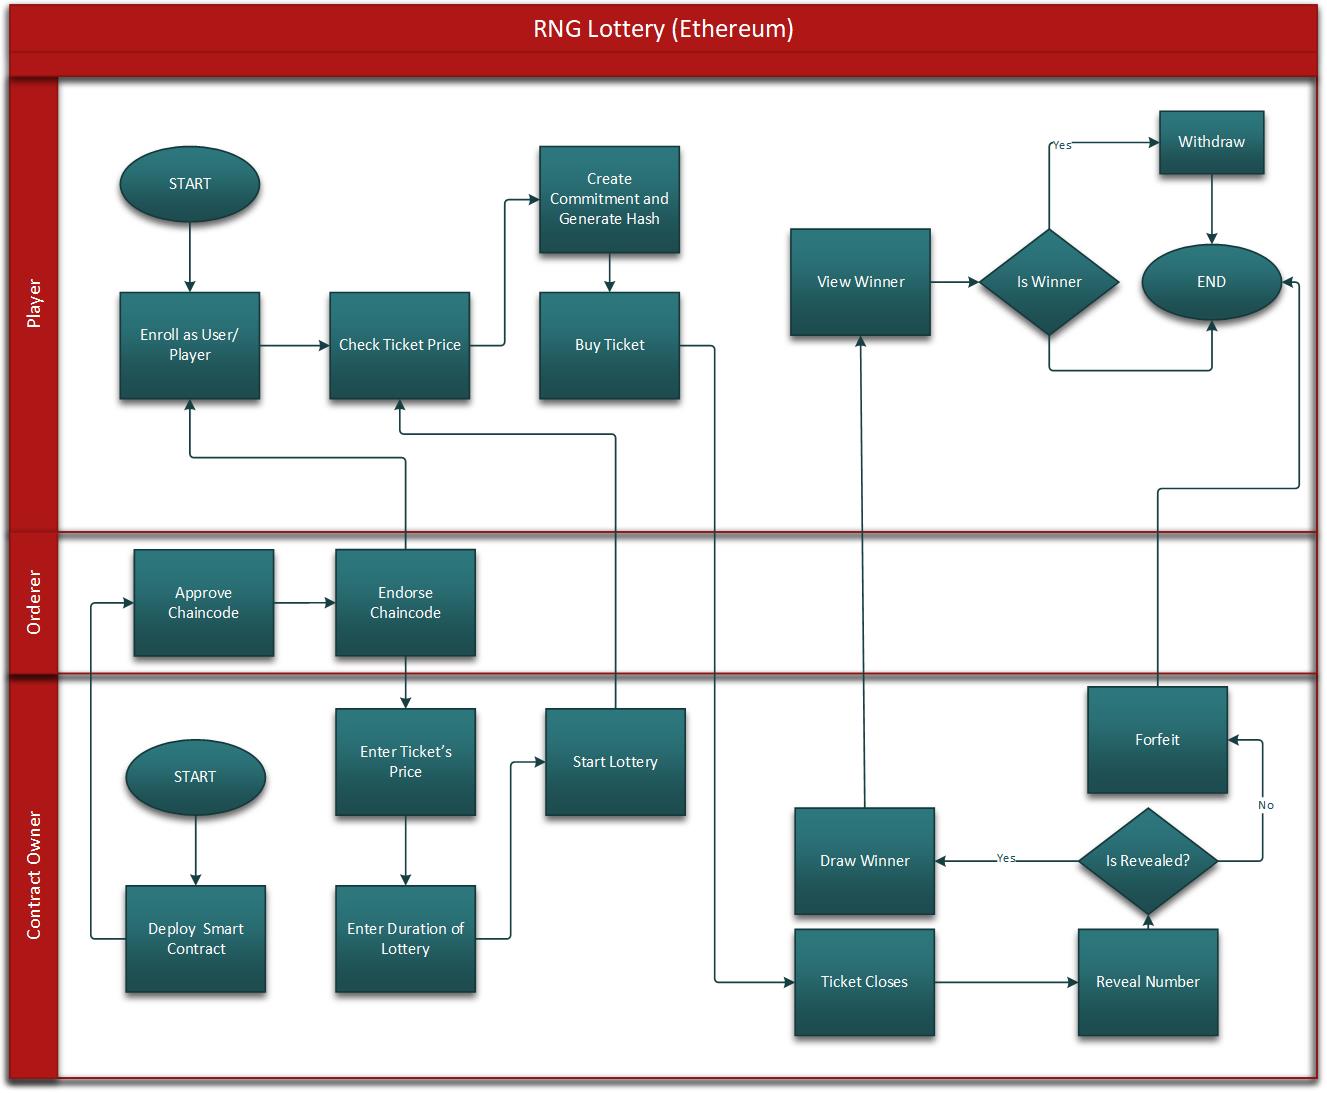 RNG Lottery (Ethereum)
Player
START
Enroll as User/
Player
Check Ticket Price
Create
Commitment and
Generate Hash
Buy Ticket
View Winner
Is Winner
Yes
Withdraw
END
Orderer
Approve
Chaincode
Endorse
Chaincode
Contract Owner
START
Deploy  Smart
Contract
Enter Ticket’s
Price
Enter Duration of
Lottery
Start Lottery
Forfeit
No
Is Revealed?
Yes
Draw Winner
Ticket Closes
Reveal Number